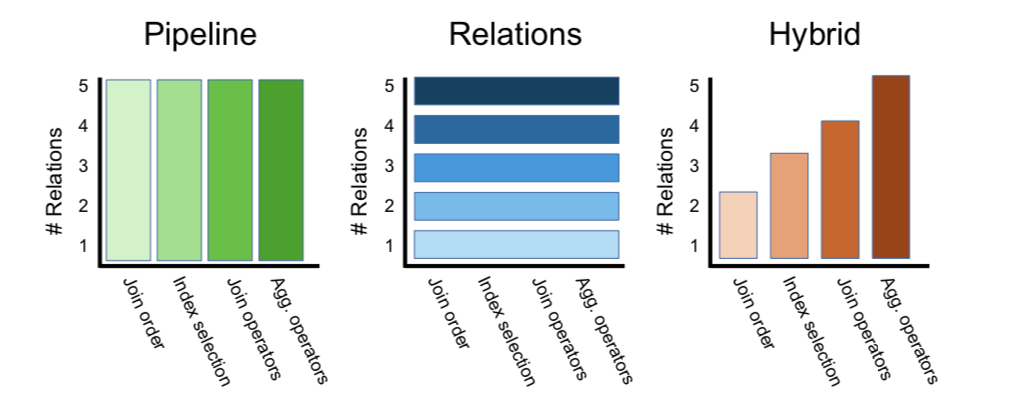 Pipeline
# Relations
5
4
3
2
1
Join order
Index selection
Join operators
Agg. operators
Relations
# Relations
5
4
3
2
1
Join order
Index selection
Join operators
Agg. operators
Hybrid
# Relations
5
4
3
2
1
Join order
Index selection
Join operators
Agg. operators